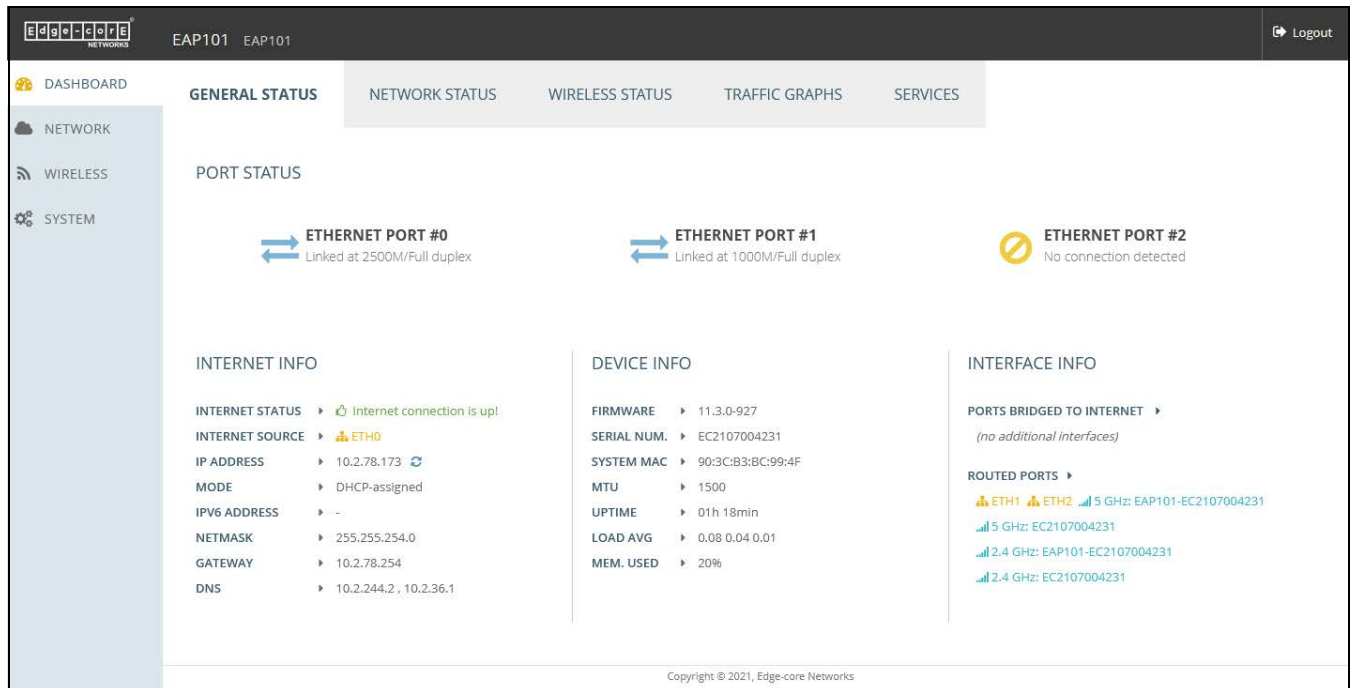 Edge-corE®
NETWORKS
EAP101 EAP101
Logout
DASHBOARD
NETWORK
WIRELESS
SYSTEM
GENERAL STATUS NETWORK STATUS WIRELESS STATUS TRAFFIC GRAPHS SERVICES
PORT STATUS
ETHERNET PORT #0
Linked at 2500M/Full duplex
ETHERNET PORT #1
Linked at 1000M/Full duplex
ETHERNET PORT #2
No connection detected
INTERNET INFO
INTERNET STATUS Internet connection is up!
INTERNET SOURCE ETH0
IP ADDRESS 10.2.78.173
MODE DHCP-assigned
IPV6 ADDRESS -
NETMASK 255.255.254.0
GATEWAY 10.2.78.254
DNS 10.2.244.2 , 10.2.36.1
DEVICE INFO
FIRMWARE 11.3.0-927
SERIAL NUM. EC2107004231
SYSTEM MAC 90:3C:B3:BC:99:4F
MTU 1500
UPTIME 01h 18min
LOAD AVG 0.08 0.04 0.01
MEM. USED 20%
INTERFACE INFO
PORTS BRIDGED TO INTERNET
(no additional interfaces)
ROUTED PORTS
ETH1 ETH2 5 GHz: EAP101-EC2107004231
5 GHz: EC2107004231
2.4 GHz: EAP101-EC2107004231
2.4 GHz: EC2107004231
Copyright © 2021, Edge-core Networks